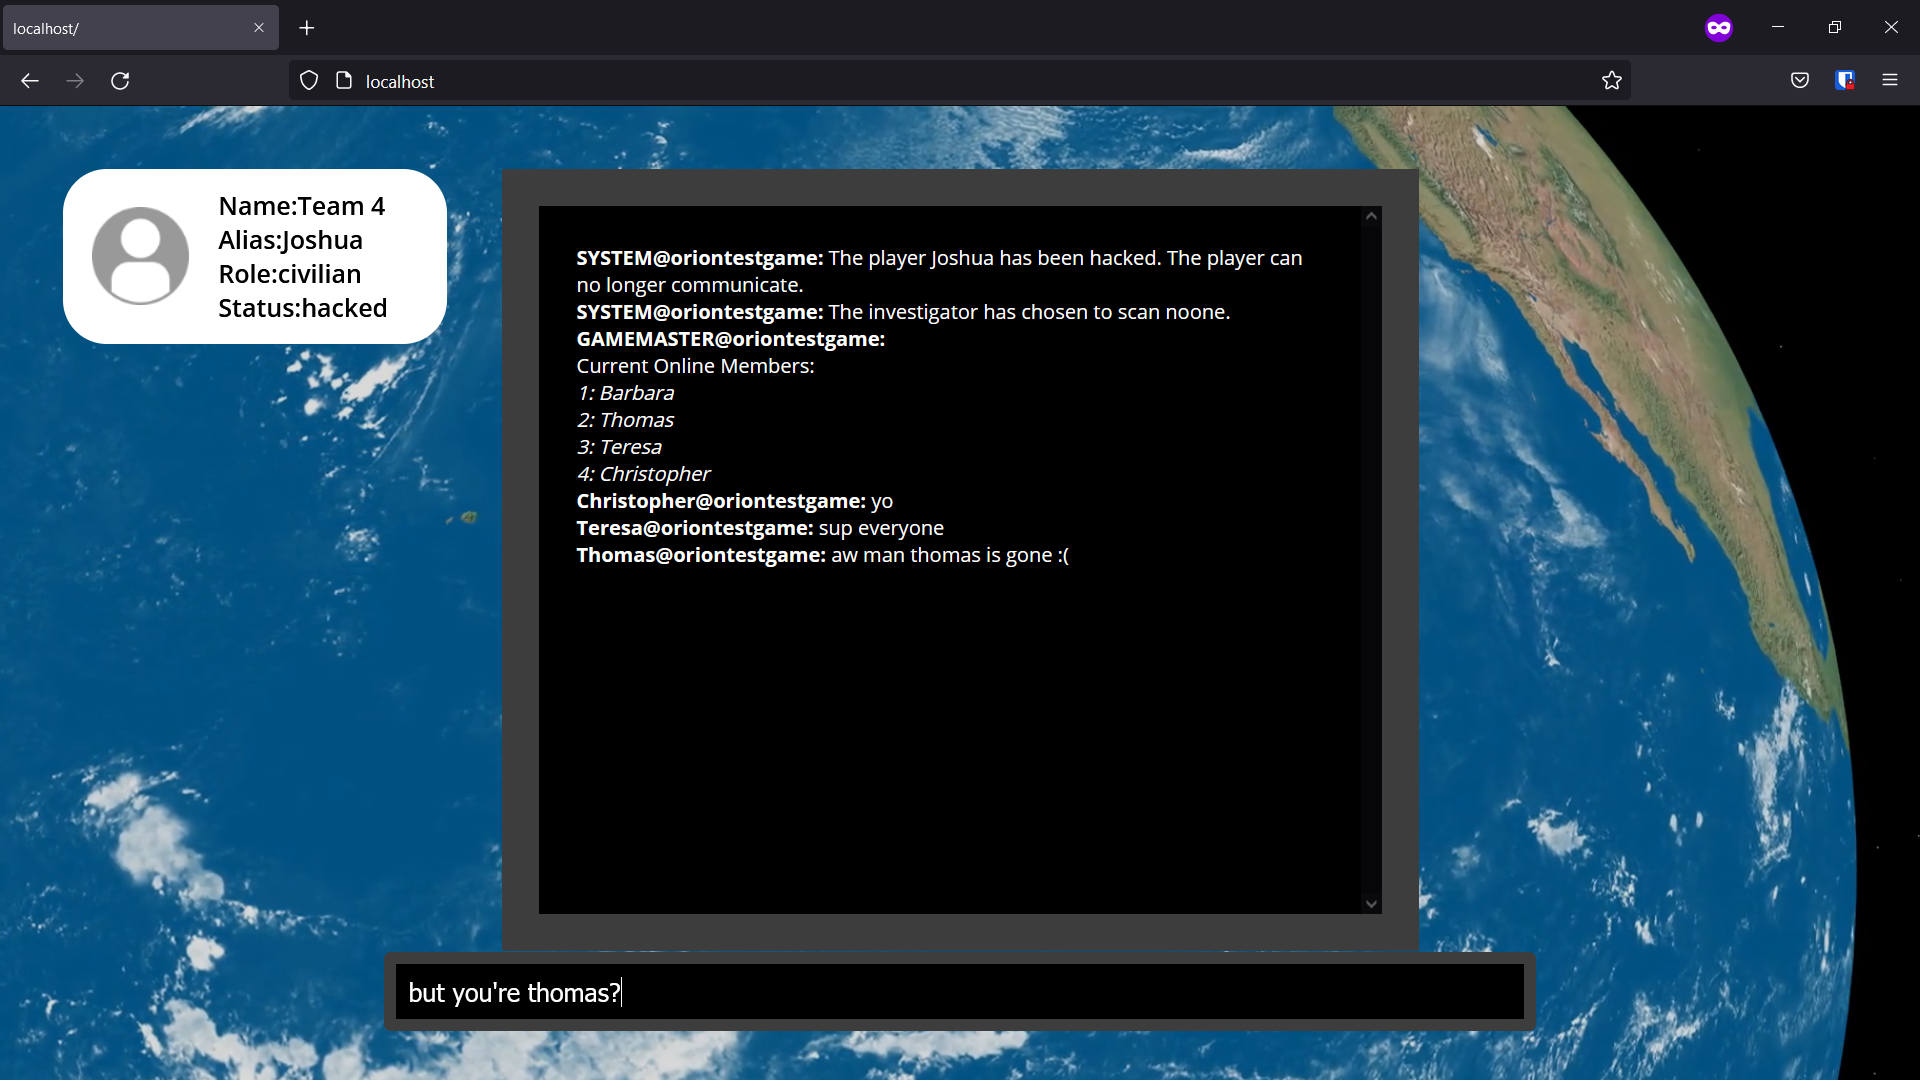 localhost/
localhost
Name:Team 4
Alias:Joshua
Role:civilian
Status:hacked
SYSTEM@oriontestgame: The player Joshua has been hacked. The player can
no longer communicate.
SYSTEM@oriontestgame: The investigator has chosen to scan noone.
GAMEMASTER@oriontestgame:
Current Online Members:
1: Barbara
2: Thomas
3: Teresa
4: Christopher
Christopher@oriontestgame: yo
Teresa@oriontestgame: sup everyone
Thomas@oriontestgame: aw man thomas is gone :(
but you're thomas?